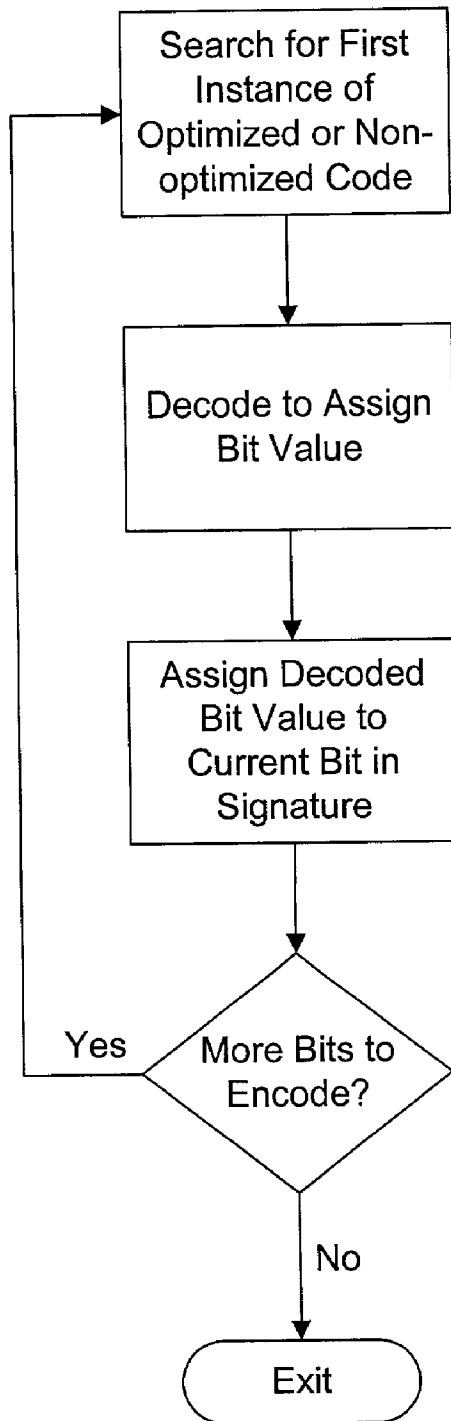 Search for First
Instance of
Optimized or Non-
optimized Code
Decode to Assign
Bit Value
Assign Decoded
Bit Value to
Current Bit in
Signature
Yes
More Bits to
Encode?
No
Exit